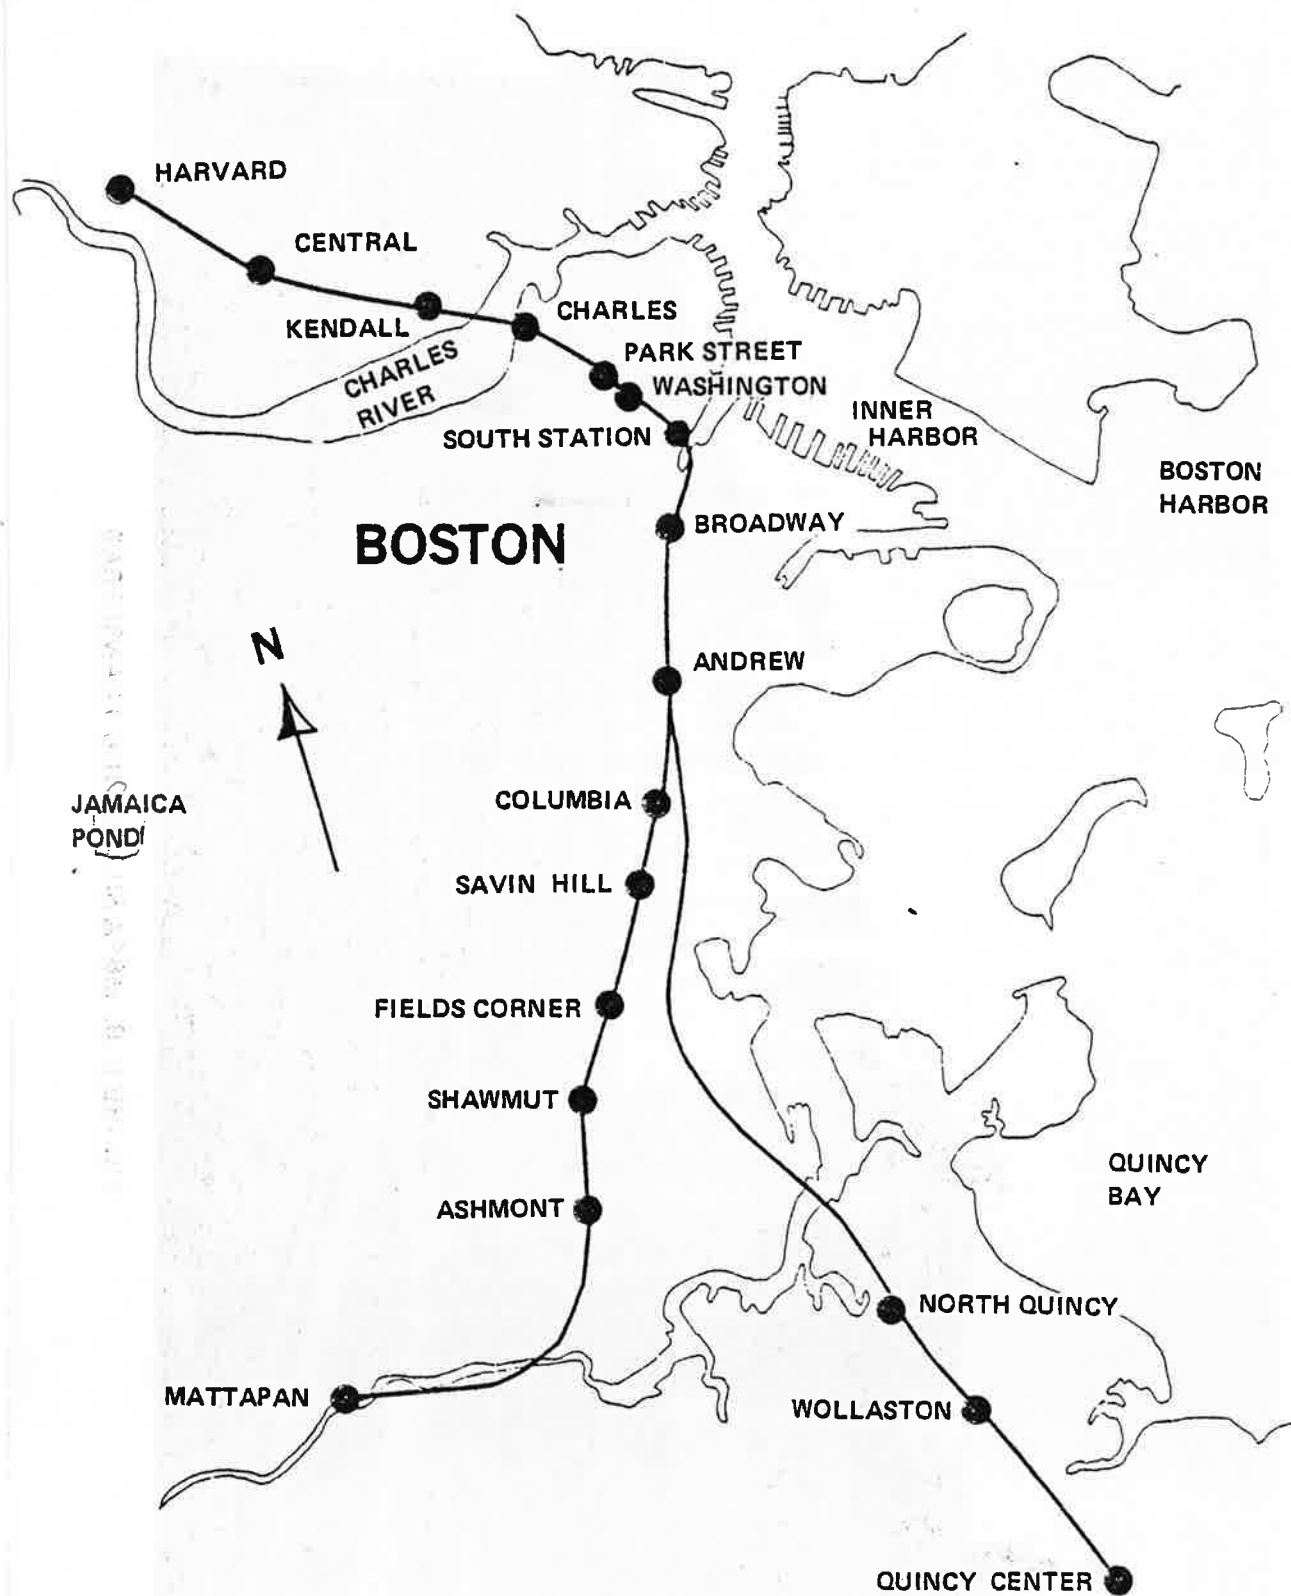 HARVARD
CENTRAL
KENDALL
CHARLES
CHARLES
RIVER
PARK STREET
WASHINGTON
SOUTH STATION
INNER
HARBOR
BOSTON
HARBOR
BROADWAY
BOSTON
N
ANDREW
JAMAICA
POND
COLUMBIA
SAVIN HILL
FIELDS CORNER
SHAWMUT
ASHMONT
QUINCY
BAY
NORTH QUINCY
MATTAPAN
WOLLASTON
QUINCY CENTER